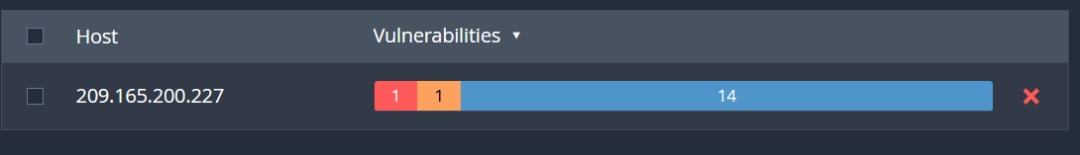 Host Vulnerabilities ▼
209.165.200.227 1 1 14